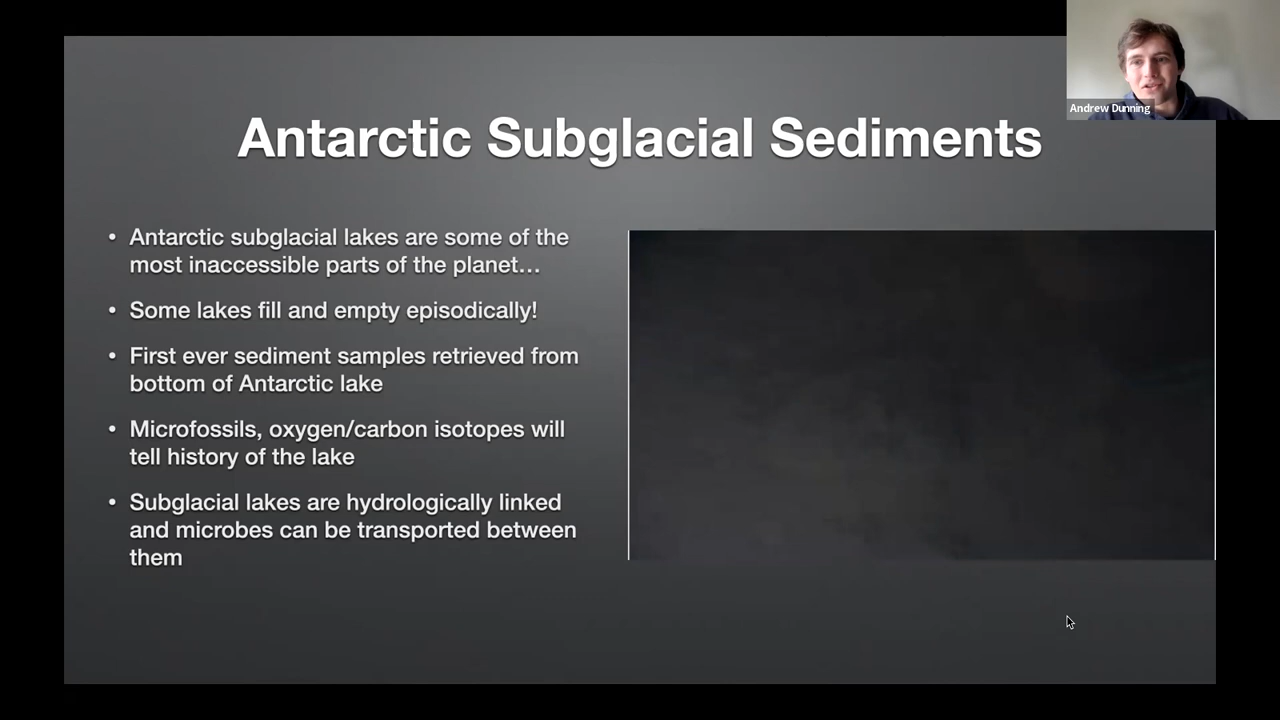 Andrew Dunning
Antarctic Subglacial Sediments
• Antarctic subglacial lakes are some of the
most inaccessible parts of the planet…
• Some lakes fill and empty episodically!
• First ever sediment samples retrieved from
bottom of Antarctic lake
• Microfossils, oxygen/carbon isotopes will
tell history of the lake
• Subglacial lakes are hydrologically linked
and microbes can be transported between
them